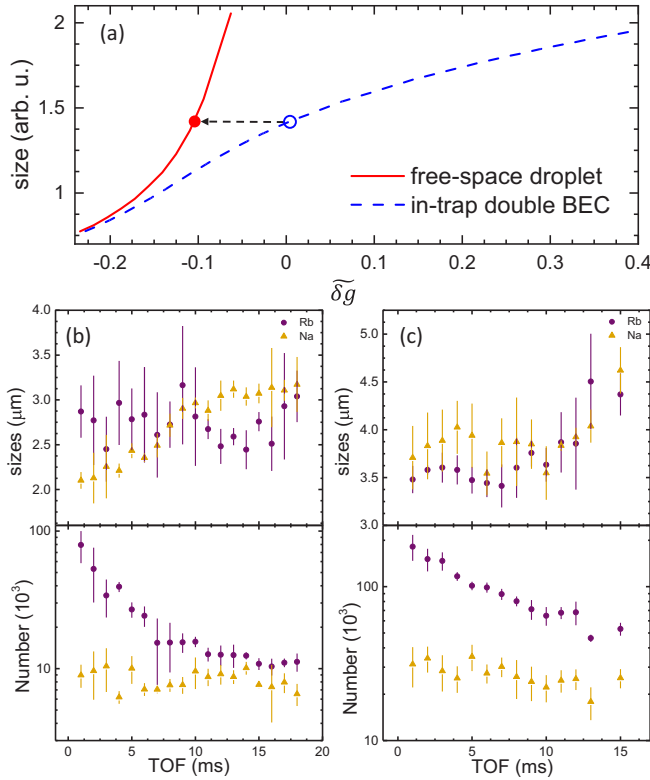 (a)
size (arb. u.)
2
1.5
1
free-space droplet
in-trap double BEC
-0.2 -0.1 0 0.1 0.2 0.3 0.4
δg̃
(b)
Rb
Na
sizes (μm)
4.0
3.5
3.0
2.5
2.0
Number (10³)
100
10
0 5 10 15 20
TOF (ms)
(c)
Rb
Na
sizes (μm)
5.0
4.5
4.0
3.5
3.0
Number (10³)
100
10
0 5 10 15
TOF (ms)